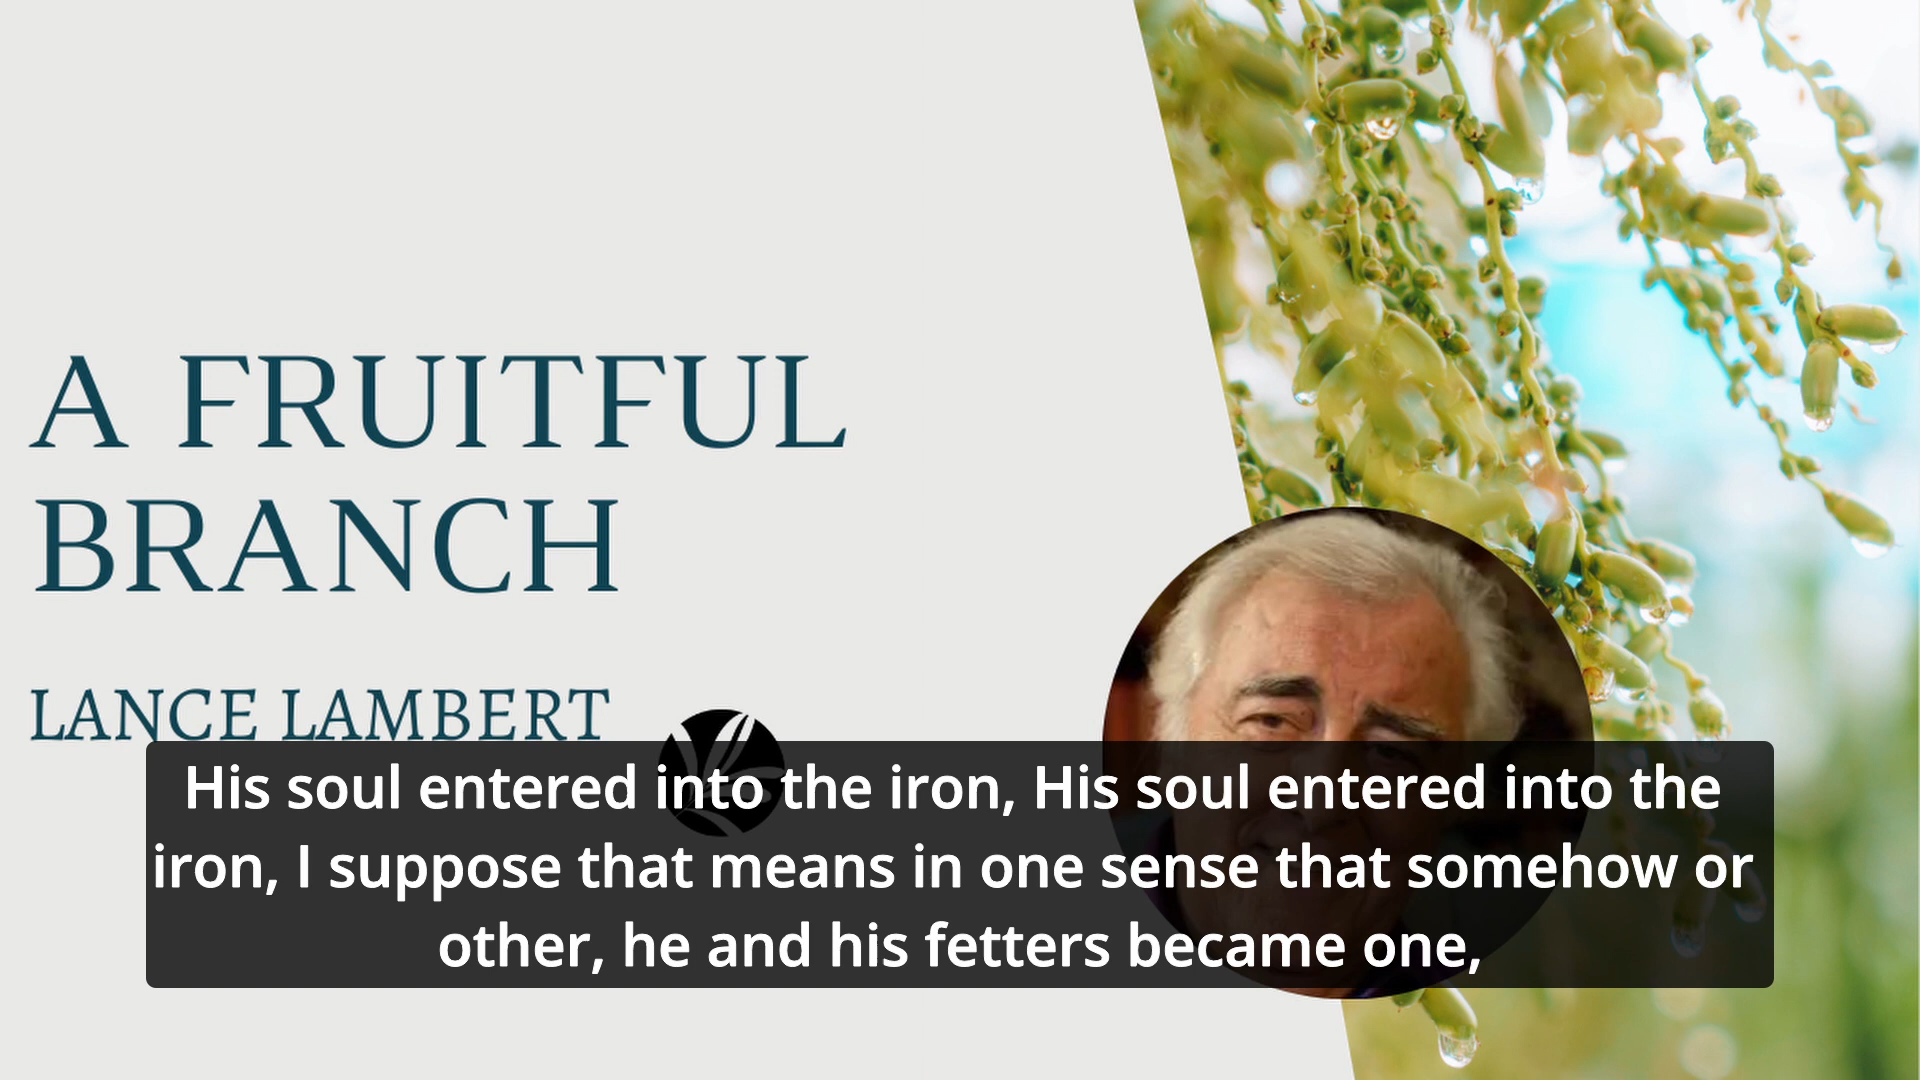 A FRUITFUL
BRANCH
LANCE LAMBERT
His soul entered into the iron, His soul entered into the
iron, I suppose that means in one sense that somehow or
other, he and his fetters became one,